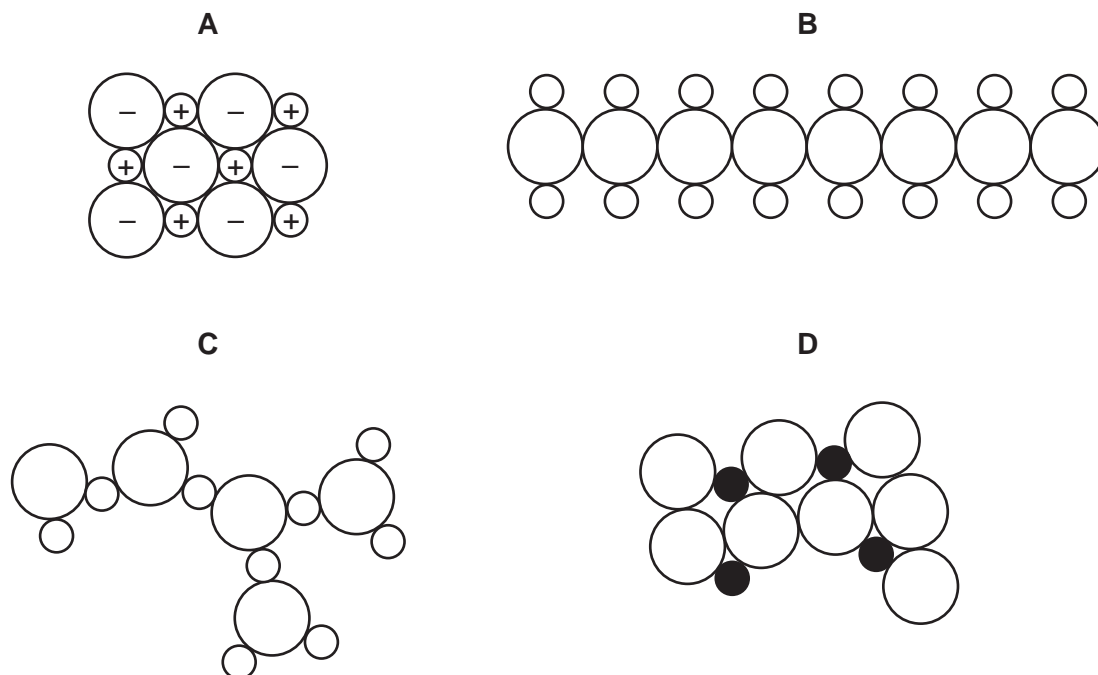 A
B
− + − +
+ − + −
− + − +
C
D